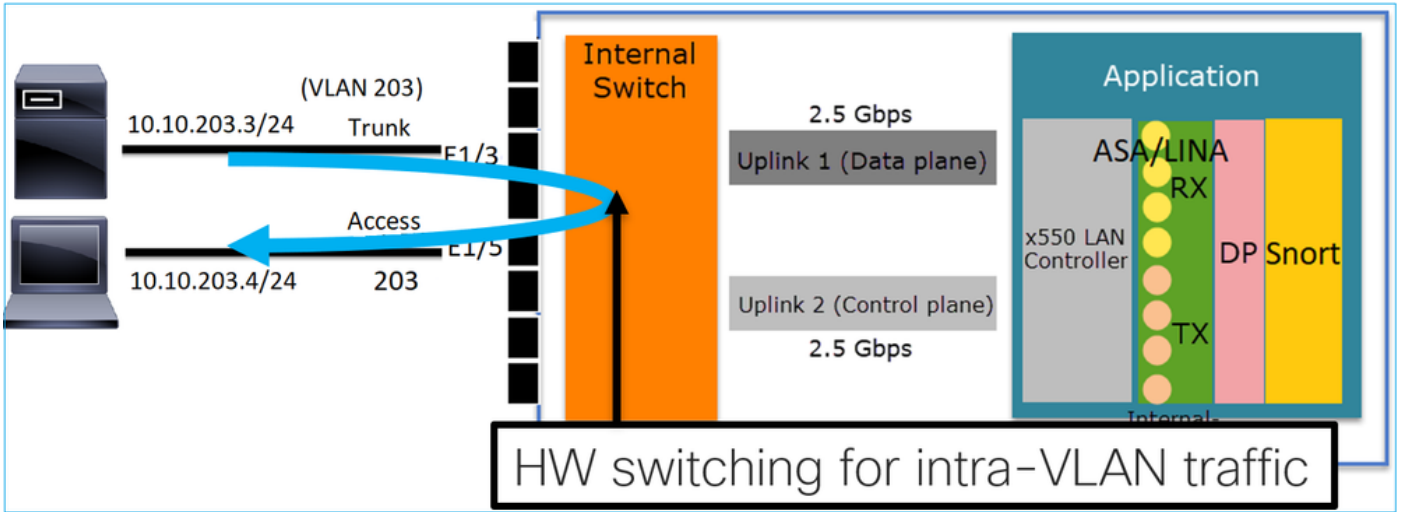 Internal
Switch
Application
(VLAN 203)
10.10.203.3/24
Trunk
E1/3
2.5 Gbps
Uplink 1 (Data plane)
ASA/LINA
RX
Access
E1/5
x550 LAN
Controller
DP
Snort
10.10.203.4/24
203
Uplink 2 (Control plane)
TX
2.5 Gbps
Internal-
HW switching for intra-VLAN traffic